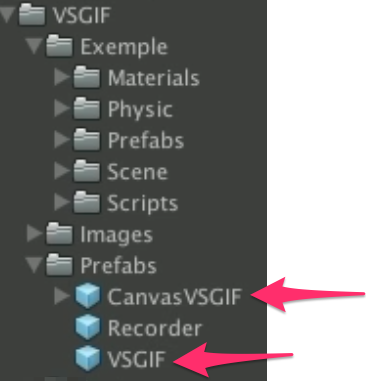 VSGIF
Exemple
Materials
Physic
Prefabs
Scene
Scripts
Images
Prefabs
CanvasVSGIF
Recorder
VSGIF